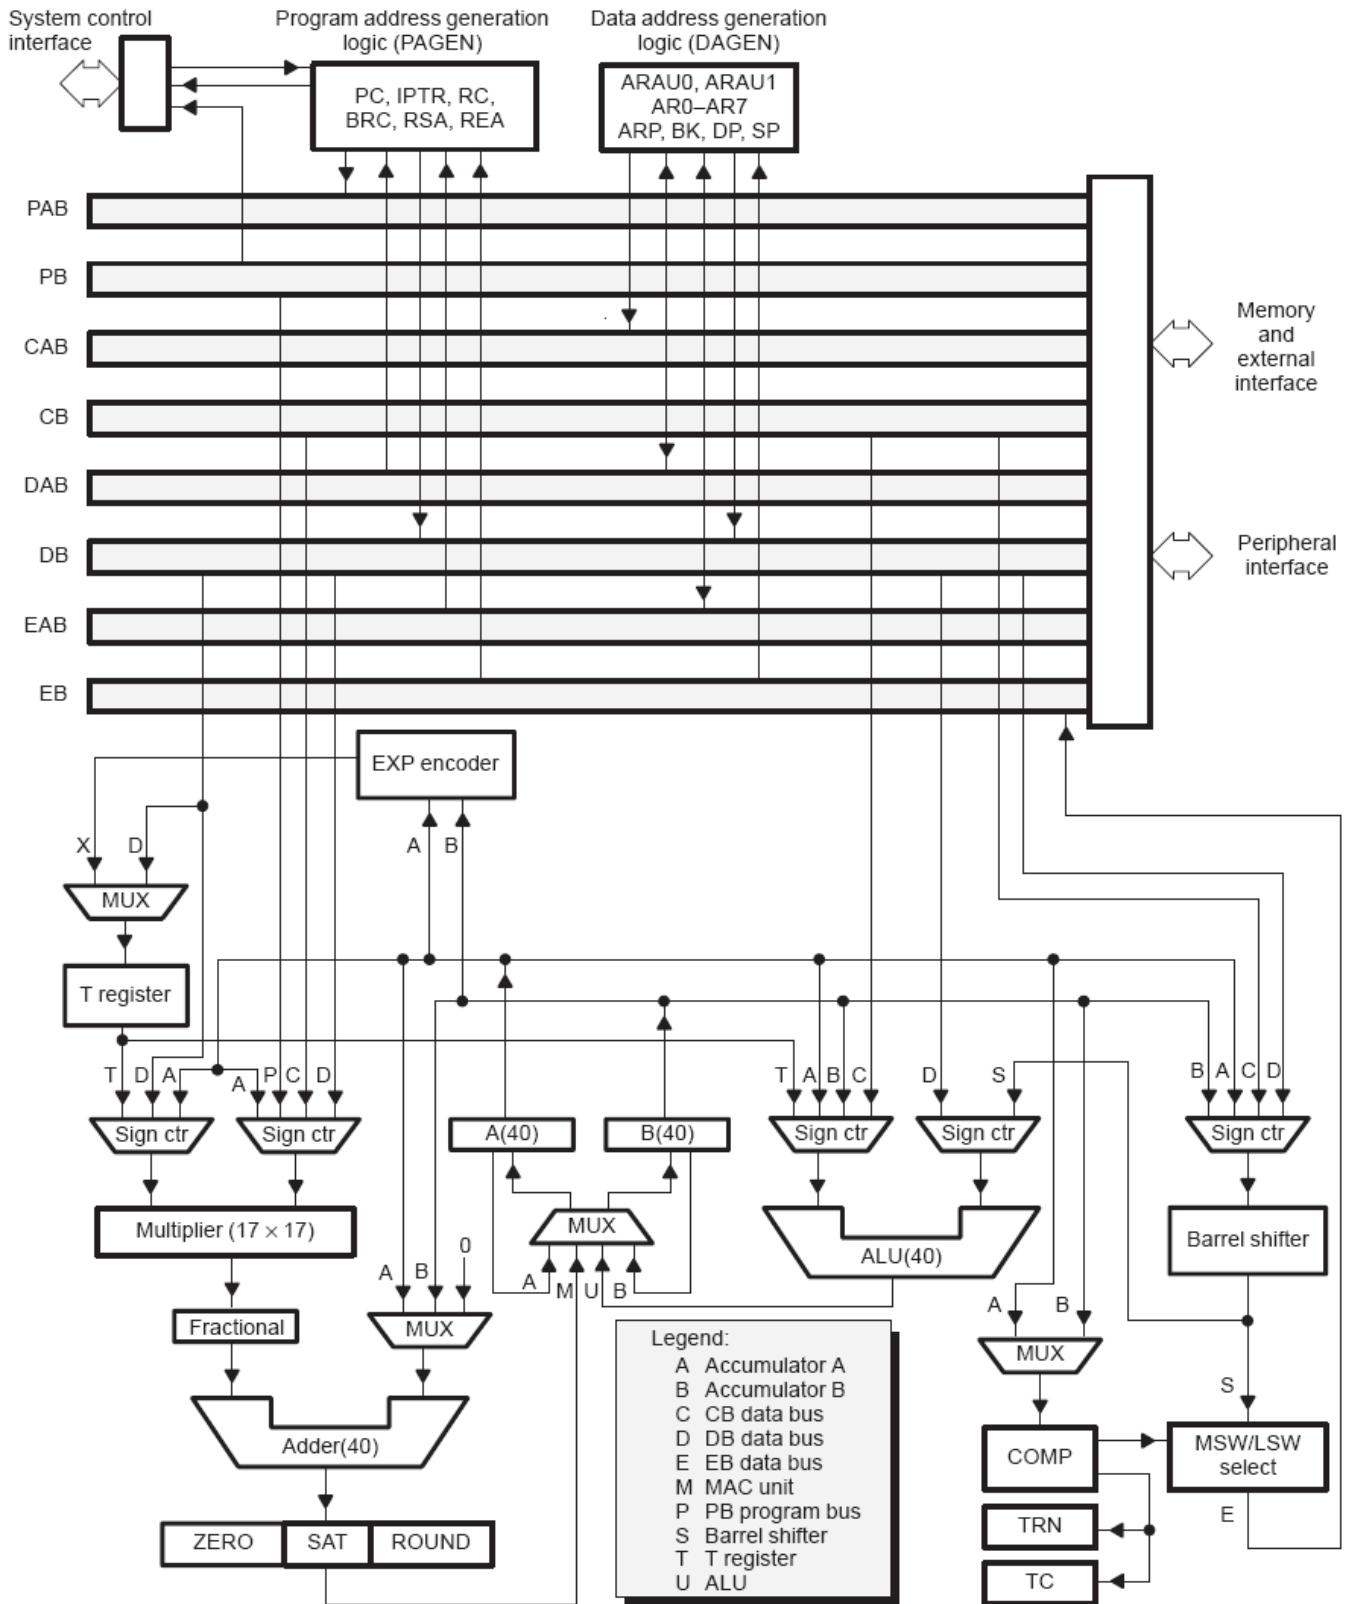 System control
interface
Program address generation
logic (PAGEN)
Data address generation
logic (DAGEN)
PC, IPTR, RC,
BRC, RSA, REA
ARAU0, ARAU1
AR0–AR7
ARP, BK, DP, SP
PAB
PB
CAB
CB
DAB
DB
EAB
EB
Memory
and
external
interface
Peripheral
interface
EXP encoder
X D
A B
MUX
T register
T D A
A P C D
T A B C
D S
B A C D
Sign ctr
Sign ctr
A(40)
B(40)
Sign ctr
Sign ctr
Sign ctr
Multiplier (17 × 17)
MUX
ALU(40)
Barrel shifter
A B 0
A M U B
A B
Fractional
MUX
MUX
S
Adder(40)
COMP
MSW/LSW
select
E
ZERO SAT ROUND
TRN
TC
Legend:
A Accumulator A
B Accumulator B
C CB data bus
D DB data bus
E EB data bus
M MAC unit
P PB program bus
S Barrel shifter
T T register
U ALU